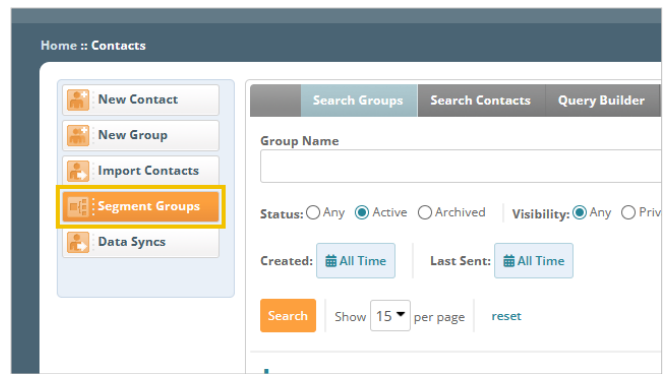 Home :: Contacts
New Contact
New Group
Import Contacts
Segment Groups
Data Syncs
Search Groups Search Contacts Query Builder
Group Name
Status: Any Active Archived Visibility: Any Priv
Created: All Time Last Sent: All Time
Search Show 15 per page reset